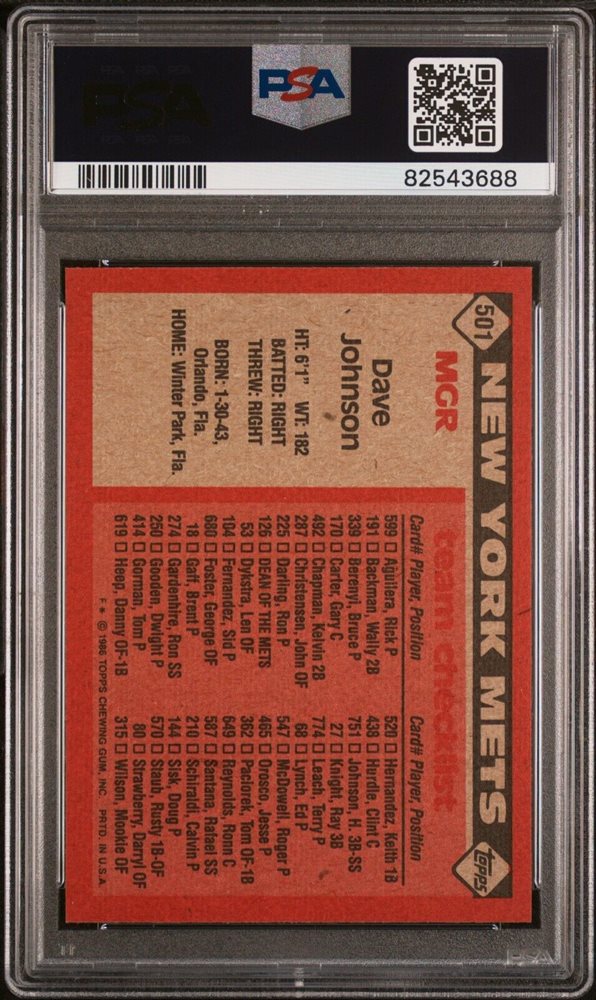 PSA
PSA
82543688
501
NEW YORK METS
topps
MGR
Dave
Johnson
HT: 6'1" WT: 182
BATTED: RIGHT
THREW: RIGHT
BORN: 1-30-43,
Orlando, Fla.
HOME: Winter Park, Fla.
team checklist
Card# Player, Position
599 □ Aguilera, Rick P
191 □ Backman, Wally 2B
339 □ Berenyi, Bruce P
170 □ Carter, Gary C
492 □ Chapman, Kelvin 2B
287 □ Christensen, John OF
225 □ Darling, Ron P
126 □ DEAN OF THE METS
53 □ Dykstra, Len OF
104 □ Fernandez, Sid P
680 □ Foster, George OF
18 □ Gaff, Brent P
274 □ Gardenhire, Ron SS
250 □ Gooden, Dwight P
414 □ Gorman, Tom P
619 □ Heep, Danny OF-1B
Card# Player, Position
520 □ Hernandez, Keith 1B
438 □ Hurdle, Clint C
751 □ Johnson, H. 3B-SS
27 □ Knight, Ray 3B
774 □ Leach, Terry P
68 □ Lynch, Ed P
547 □ McDowell, Roger P
465 □ Orosco, Jesse P
362 □ Paciorek, Tom OF-1B
649 □ Reynolds, Ronn C
587 □ Santana, Rafael SS
210 □ Schiraldi, Calvin P
144 □ Sisk, Doug P
570 □ Staub, Rusty 1B-OF
80 □ Strawberry, Darryl OF
315 □ Wilson, Mookie OF
F * © 1986 TOPPS CHEWING GUM, INC. PRTD. IN U.S.A
PSA